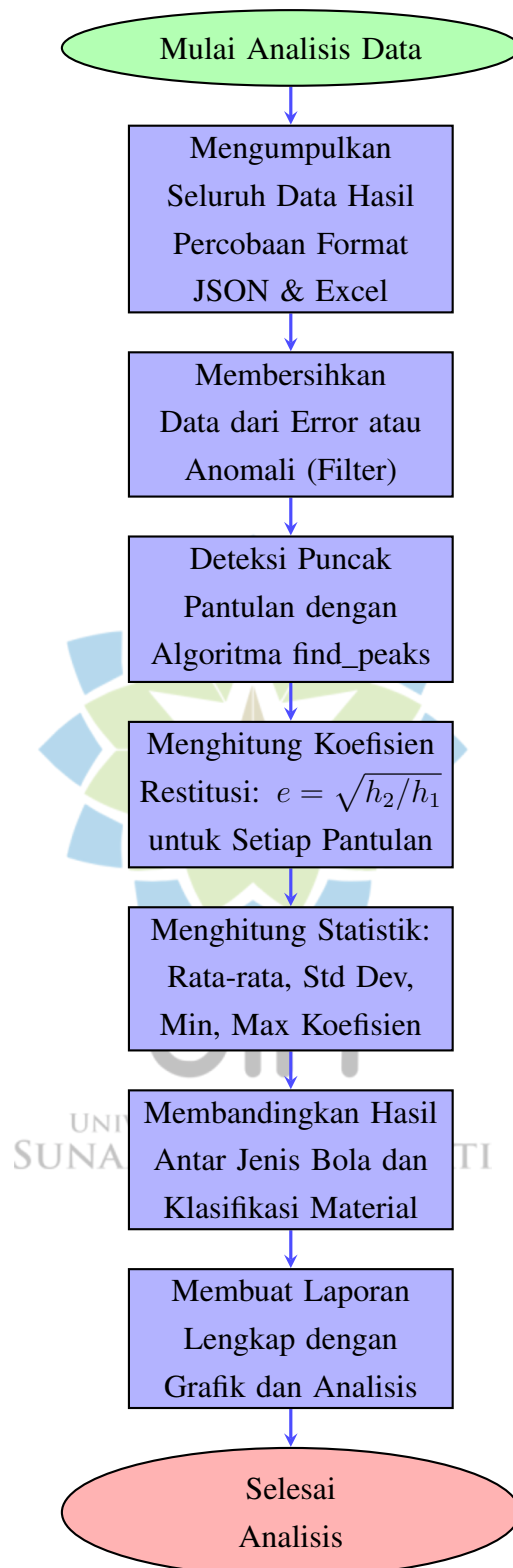 Mulai Analisis Data
Mengumpulkan
Seluruh Data Hasil
Percobaan Format
JSON & Excel
Membersihkan
Data dari Error atau
Anomali (Filter)
Deteksi Puncak
Pantulan dengan
Algoritma find_peaks
Menghitung Koefisien
Restitusi: e = √h₂/h₁
untuk Setiap Pantulan
Menghitung Statistik:
Rata-rata, Std Dev,
Min, Max Koefisien
Membandingkan Hasil
Antar Jenis Bola dan
Klasifikasi Material
Membuat Laporan
Lengkap dengan
Grafik dan Analisis
Selesai
Analisis